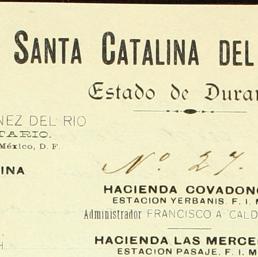 SANTA CATALINA DEL
Estado de Duran
NEZ DEL RIO
TARIO.
México, D. F.
Nº 27.
INA
HACIENDA COVADON
ESTACION YERBANIS. F. I. M
Administrador FRANCISCO A CALD
HACIENDA LAS MERCE
ESTACION PASAJE, F. I. M